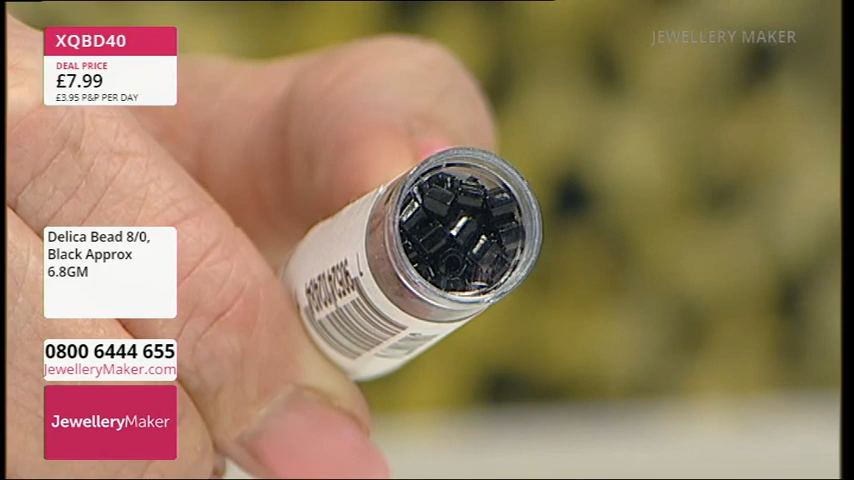 XQBD40
JEWELLERY MAKER
DEAL PRICE
£7.99
£3.95 P&P PER DAY
Delica Bead 8/0,
Black Approx
6.8GM
0800 6444 655
JewelleryMaker.com
JewelleryMaker